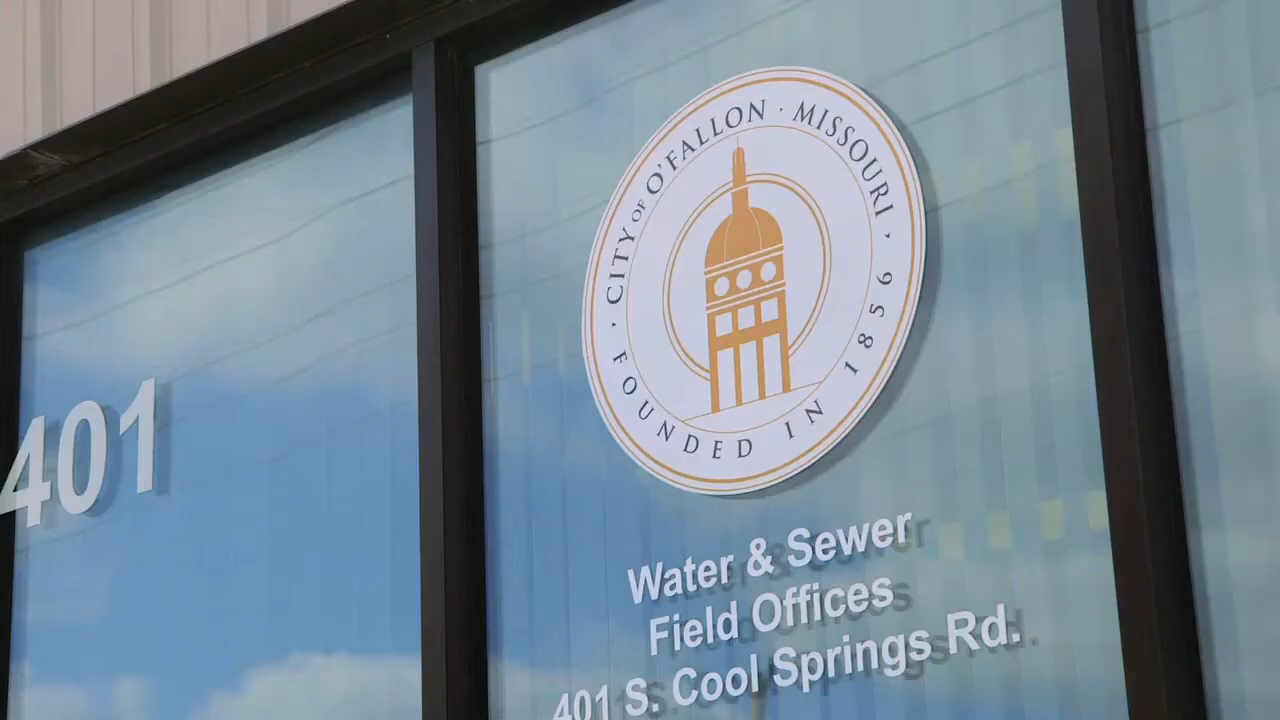 401
CITY OF O'FALLON · MISSOURI
FOUNDED IN 1856
Water & Sewer
Field Offices
401 S. Cool Springs Rd.